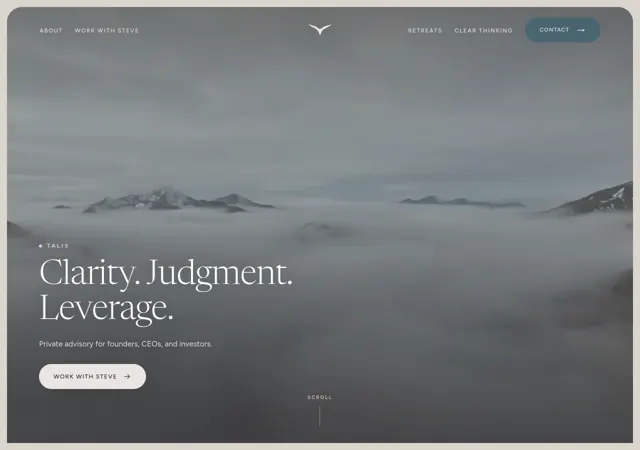 ABOUT
WORK WITH STEVE
RETREATS
CLEAR THINKING
CONTACT
TALIS
Clarity. Judgment.
Leverage.
Private advisory for founders, CEOs, and investors.
WORK WITH STEVE
SCROLL